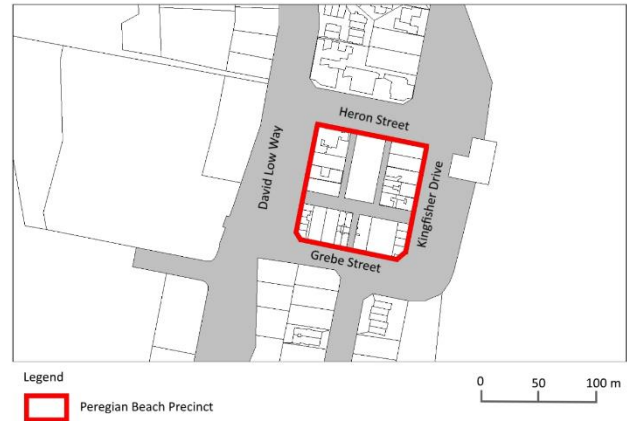 Heron Street
David Low Way
Kingfisher Drive
Grebe Street
Legend
Peregian Beach Precinct
0 50 100 m